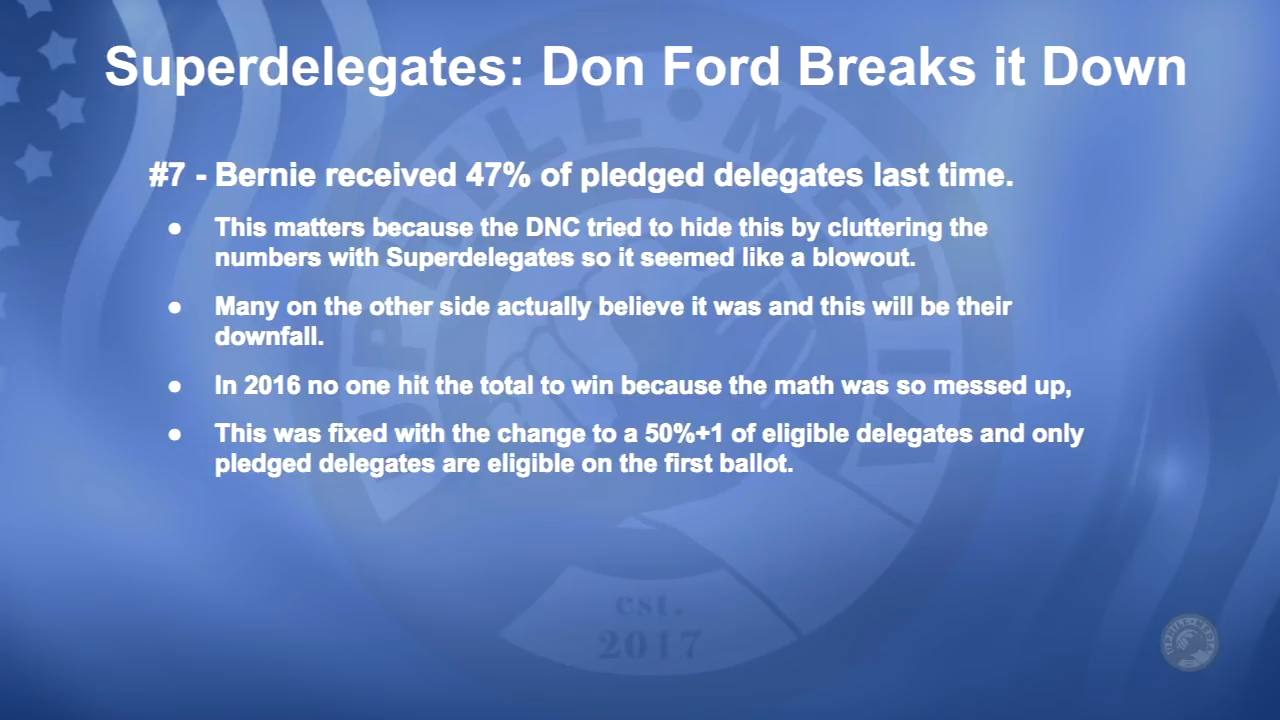 Superdelegates: Don Ford Breaks it Down
#7 - Bernie received 47% of pledged delegates last time.
● This matters because the DNC tried to hide this by cluttering the
numbers with Superdelegates so it seemed like a blowout.
● Many on the other side actually believe it was and this will be their
downfall.
● In 2016 no one hit the total to win because the math was so messed up,
● This was fixed with the change to a 50%+1 of eligible delegates and only
pledged delegates are eligible on the first ballot.
UPHILL • MEDIA
est.
2017
UPHILL • MEDIA